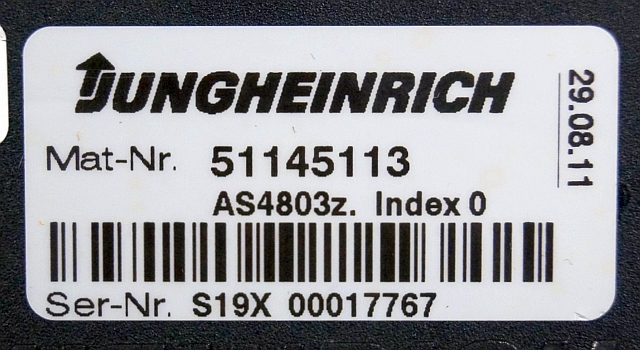 JUNGHEINRICH
29.08.11
Mat-Nr. 51145113
AS4803z. Index 0
Ser-Nr. S19X 00017767